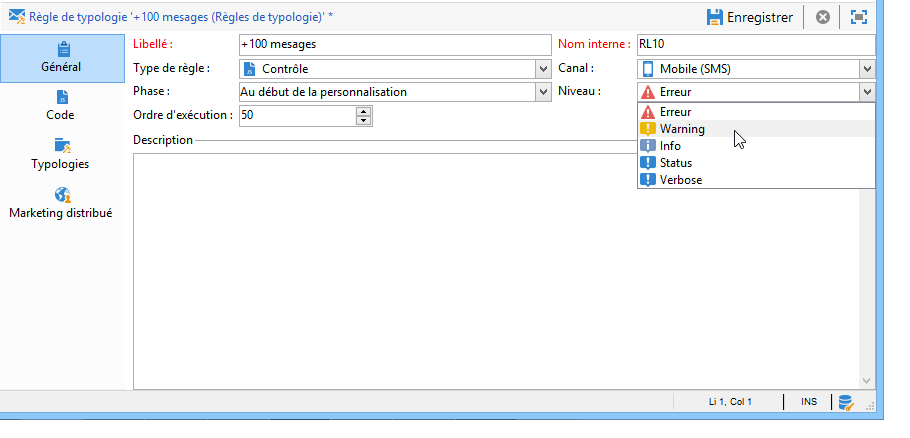 Règle de typologie '+100 mesages (Règles de typologie)' *
Enregistrer
Général
Code
Typologies
Marketing distribué
Libellé : +100 mesages Nom interne : RL10
Type de règle : Contrôle Canal : Mobile (SMS)
Phase : Au début de la personnalisation Niveau : Erreur
Ordre d'exécution : 50
Erreur
Warning
Info
Status
Verbose
Description
Li 1, Col 1 INS